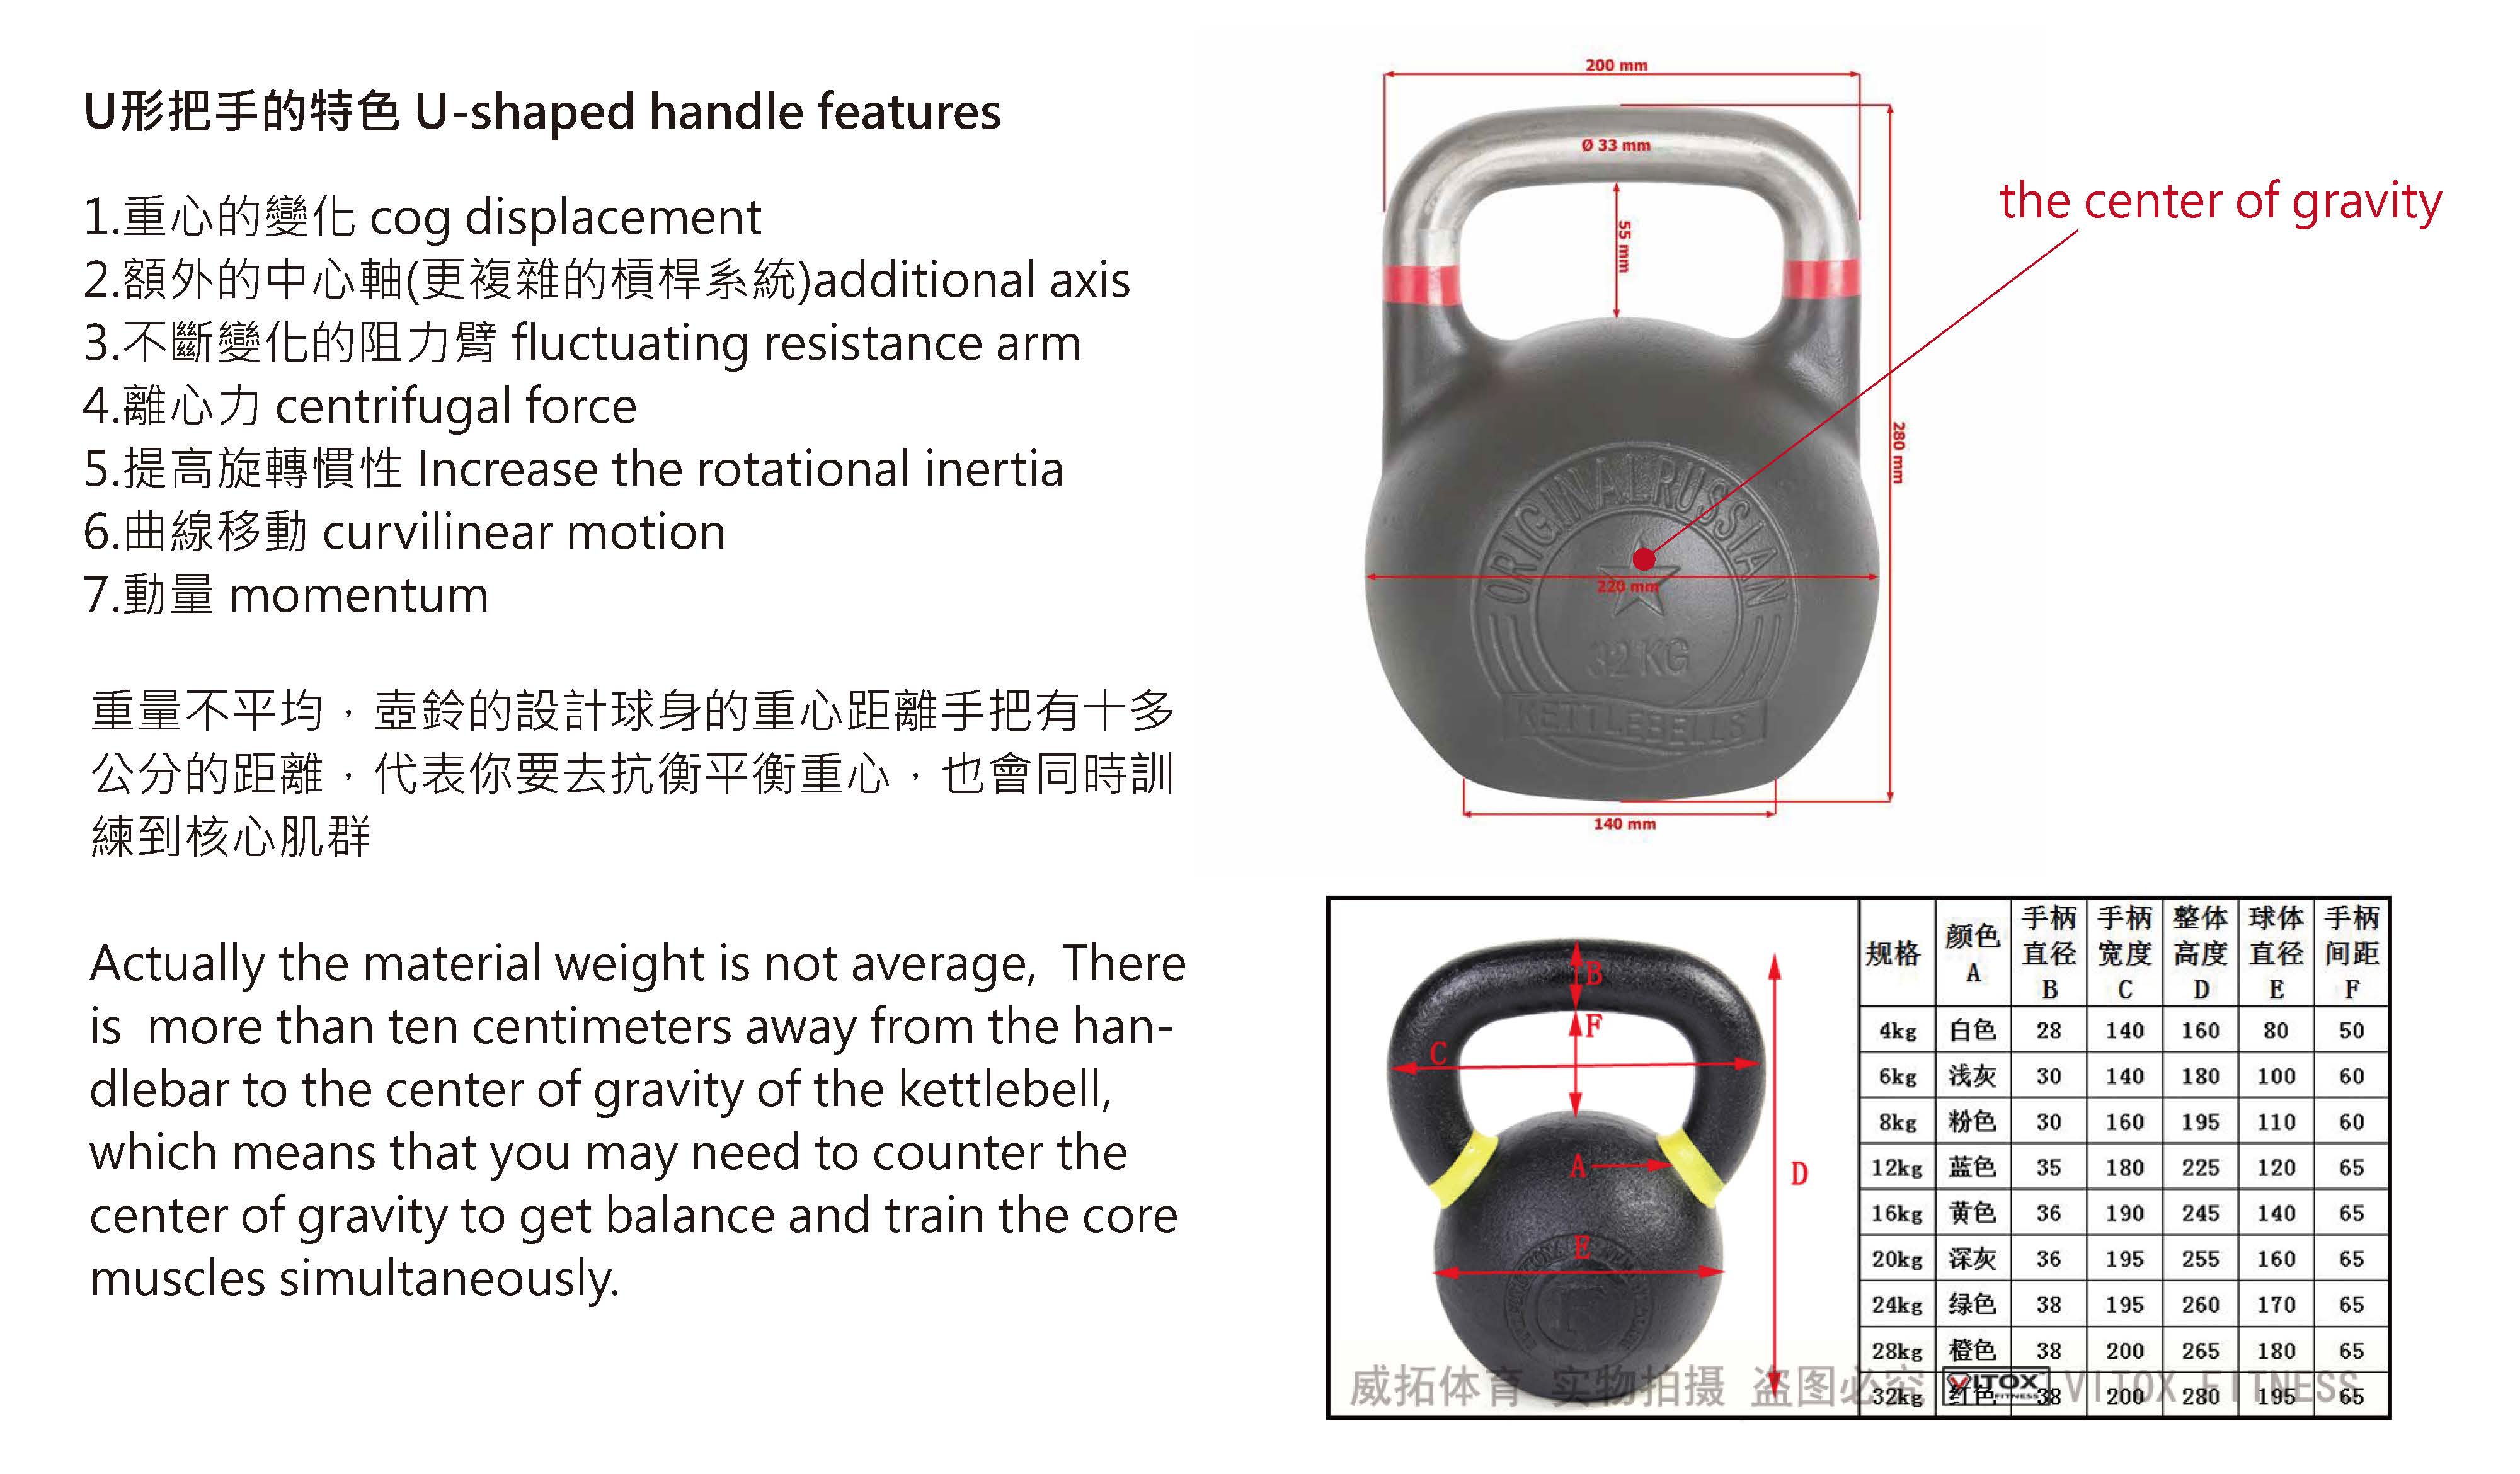 U形把手的特色 U-shaped handle features
1.重心的變化 cog displacement
2.額外的中心軸(更複雜的槓桿系統)additional axis
3.不斷變化的阻力臂 fluctuating resistance arm
4.離心力 centrifugal force
5.提高旋轉慣性 Increase the rotational inertia
6.曲線移動 curvilinear motion
7.動量 momentum
重量不平均，壺鈴的設計球身的重心距離手把有十多
公分的距離，代表你要去抗衡平衡重心，也會同時訓
練到核心肌群
Actually the material weight is not average, There
is more than ten centimeters away from the han-
dlebar to the center of gravity of the kettlebell,
which means that you may need to counter the
center of gravity to get balance and train the core
muscles simultaneously.
200 mm
Ø 33 mm
55 mm
the center of gravity
280 mm
ORIGINAL RUSSIAN
220 mm
32 KG
KETTLEBELLS
140 mm
B
F
C
A
D
E
规格 颜色 A 手柄直径 B 手柄宽度 C 整体高度 D 球体直径 E 手柄间距 F
4kg 白色 28 140 160 80 50
6kg 浅灰 30 140 180 100 60
8kg 粉色 30 160 195 110 60
12kg 蓝色 35 180 225 120 65
16kg 黄色 36 190 245 140 65
20kg 深灰 36 195 255 160 65
24kg 绿色 38 195 260 170 65
28kg 橙色 38 200 265 180 65
32kg 红色 38 200 280 195 65
威拓体育 实物拍摄 盗图必究 VITOX FITNESS VITOX FITNESS